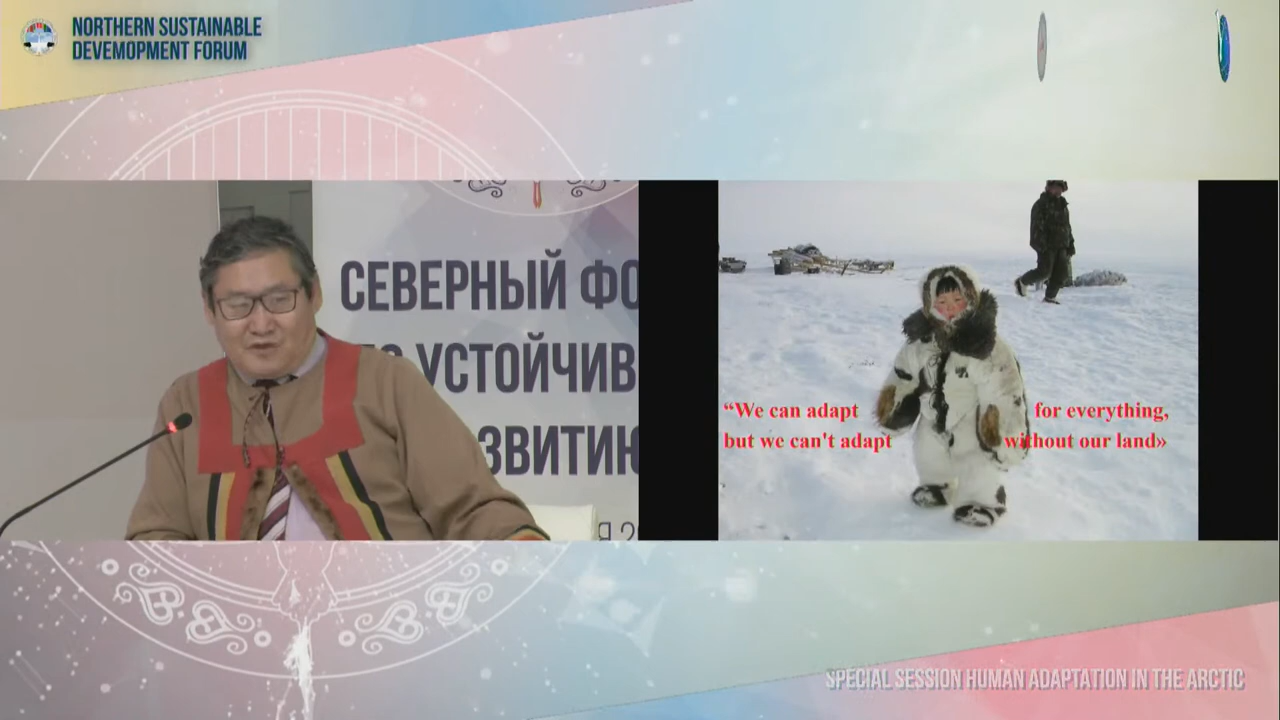 NORTHERN SUSTAINABLE
DEVEMOPMENT FORUM
СЕВЕРНЫЙ ФО
УСТОЙЧИВ
ЗВИТИЮ
“We can adapt for everything,
but we can't adapt without our land»
SPECIAL SESSION HUMAN ADAPTATION IN THE ARCTIC